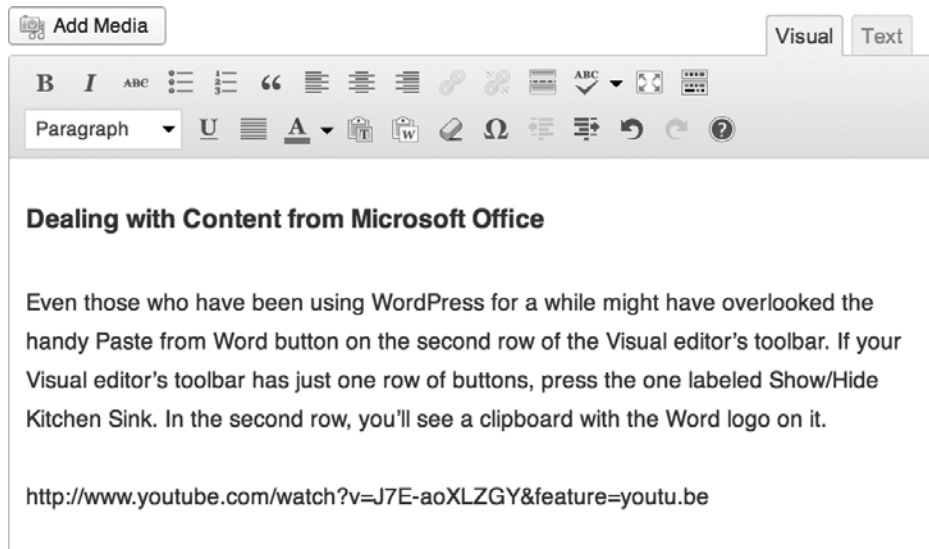 Add Media
Visual Text
B I ABC ABC
Paragraph U A T W Ω ?
Dealing with Content from Microsoft Office
Even those who have been using WordPress for a while might have overlooked the
handy Paste from Word button on the second row of the Visual editor’s toolbar. If your
Visual editor’s toolbar has just one row of buttons, press the one labeled Show/Hide
Kitchen Sink. In the second row, you’ll see a clipboard with the Word logo on it.
http://www.youtube.com/watch?v=J7E-aoXLZGY&feature=youtu.be